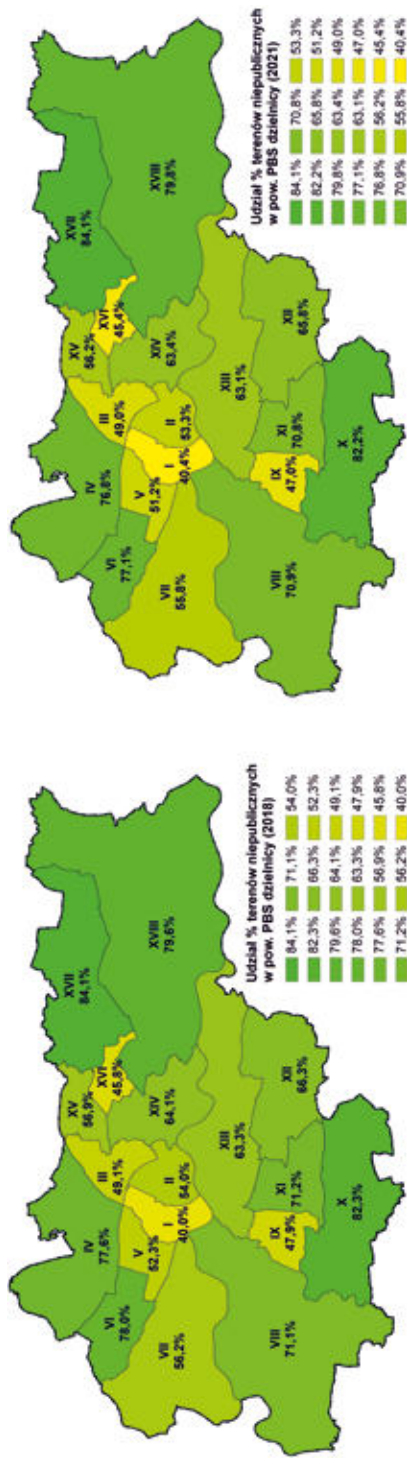 IV
77,6%
VI
78,0%
XV
56,9%
XVII
84,1%
III
49,1%
XVI
45,8%
V
52,3%
VII
56,2%
I
40,0%
II
54,0%
XIV
64,1%
XVIII
79,6%
XIII
63,3%
VIII
71,1%
IX
47,9%
XI
71,2%
XII
66,3%
X
82,3%
Udział % terenów niepublicznych
w pow. PBS dzielnicy (2018)
84,1% 71,1% 54,0%
82,3% 66,3% 52,3%
79,6% 64,1% 49,1%
78,0% 63,3% 47,9%
77,6% 56,9% 45,8%
71,2% 56,2% 40,0%
IV
76,8%
VI
77,1%
XV
56,2%
XVII
84,1%
III
49,0%
XVI
45,4%
V
51,2%
VII
55,8%
I
40,4%
II
53,3%
XIV
63,4%
XVIII
79,8%
XIII
63,1%
VIII
70,9%
IX
47,0%
XI
70,8%
XII
65,8%
X
82,2%
Udział % terenów niepublicznych
w pow. PBS dzielnicy (2021)
84,1% 70,8% 53,3%
82,2% 65,8% 51,2%
79,8% 63,4% 49,0%
77,1% 63,1% 47,0%
76,8% 56,2% 45,4%
70,9% 55,8% 40,4%